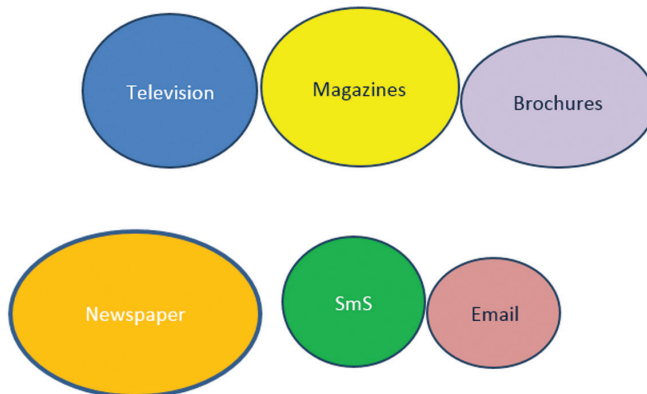 Television
Magazines
Brochures
Newspaper
SmS
Email